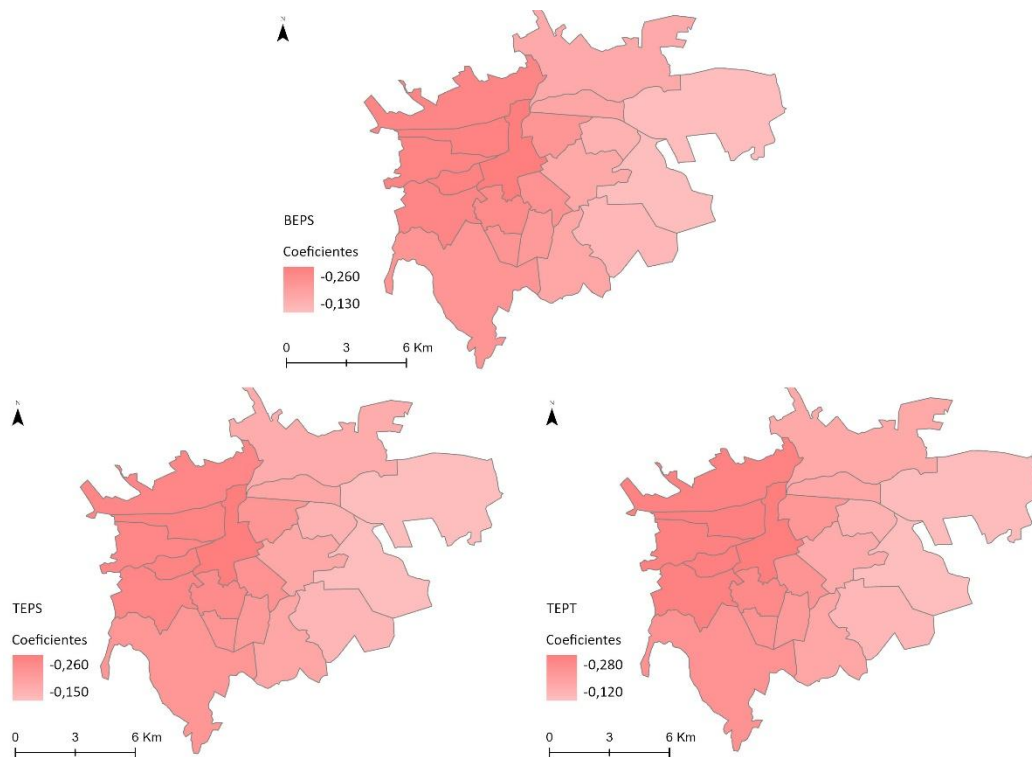 N
BEPS
Coeficientes
-0,260
-0,130
0 3 6 Km
N
TEPS
Coeficientes
-0,260
-0,150
0 3 6 Km
N
TEPT
Coeficientes
-0,280
-0,120
0 3 6 Km